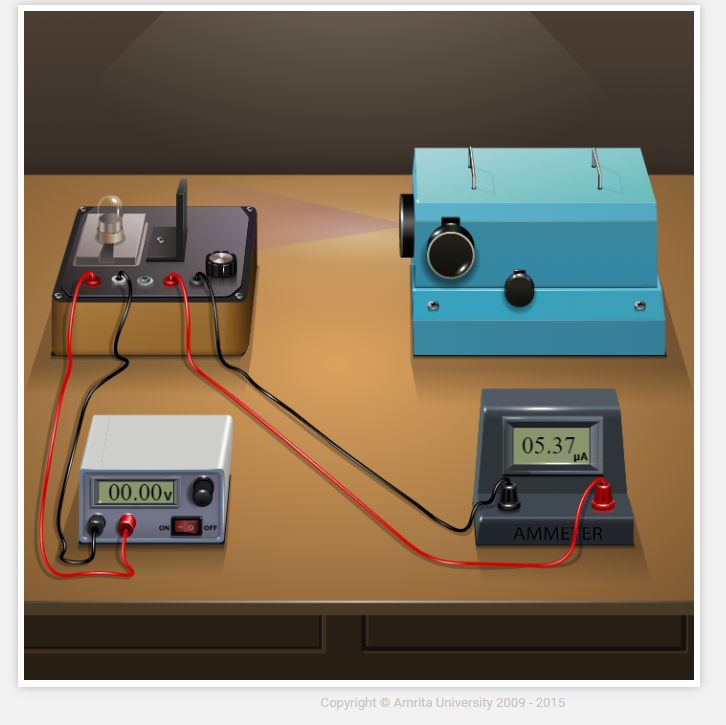 05.37
μA
00.00v
ON
OFF
AMMETER
Copyright © Amrita University 2009 - 2015